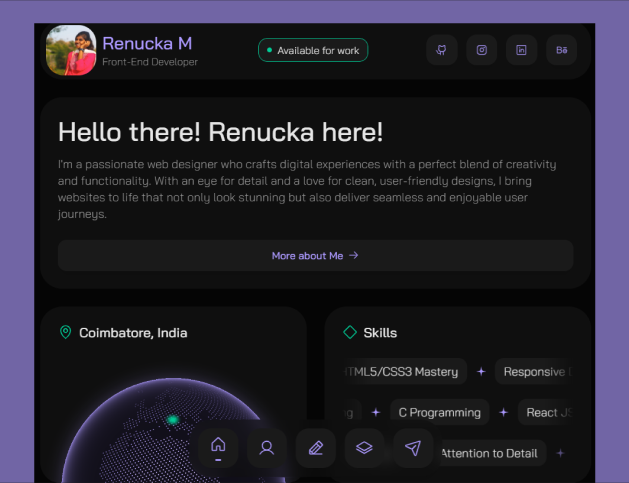 Renucka M
Front-End Developer
Available for work
Bē
Hello there! Renucka here!
I'm a passionate web designer who crafts digital experiences with a perfect blend of creativity
and functionality. With an eye for detail and a love for clean, user-friendly designs, I bring
websites to life that not only look stunning but also deliver seamless and enjoyable user
journeys.
More about Me →
Coimbatore, India
Skills
HTML5/CSS3 Mastery
Responsive
C Programming
React JS
Attention to Detail